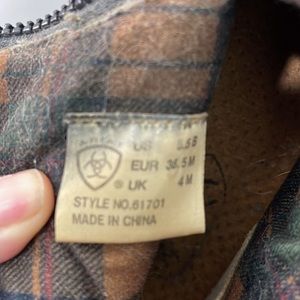 US 5.5 B
EUR 36.5 M
® UK 4 M
STYLE NO.61701
MADE IN CHINA